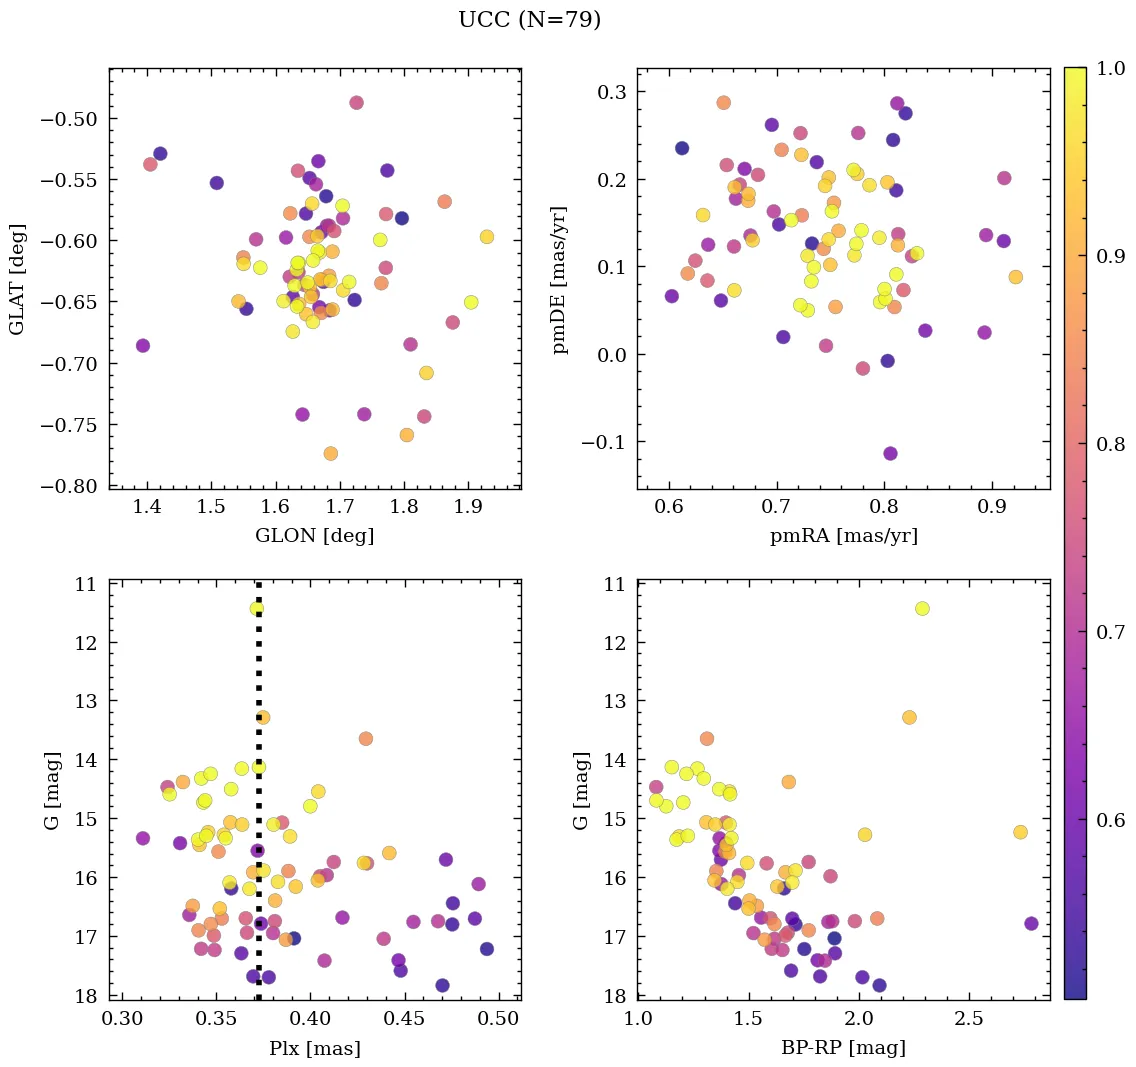 UCC (N=79)
−0.50
−0.55
−0.60
−0.65
−0.70
−0.75
−0.80
GLAT [deg]
1.4 1.5 1.6 1.7 1.8 1.9
GLON [deg]
0.3
0.2
0.1
0.0
−0.1
pmDE [mas/yr]
0.6 0.7 0.8 0.9
pmRA [mas/yr]
1.0
0.9
0.8
0.7
0.6
11
12
13
14
15
16
17
18
G [mag]
0.30 0.35 0.40 0.45 0.50
Plx [mas]
11
12
13
14
15
16
17
18
G [mag]
1.0 1.5 2.0 2.5
BP-RP [mag]